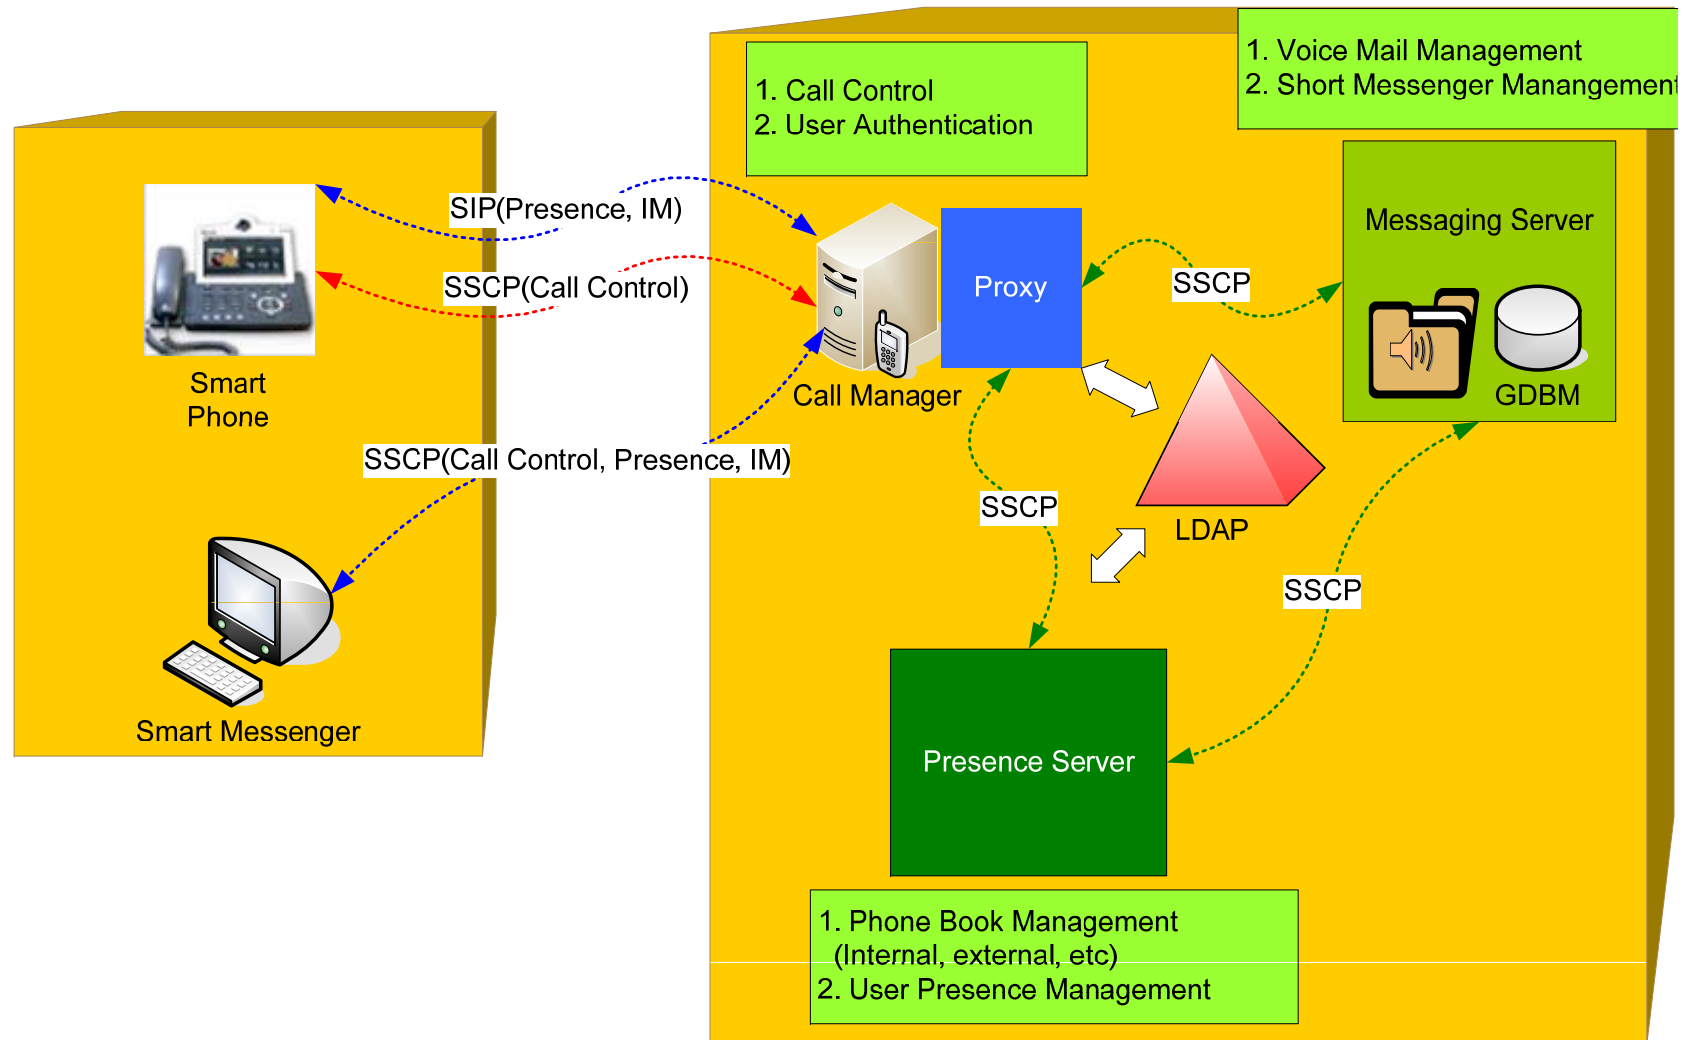 1. Voice Mail Management
2. Short Messenger Manangement
1. Call Control
2. User Authentication
SIP(Presence, IM)
SSCP(Call Control)
Smart
Phone
SSCP(Call Control, Presence, IM)
Smart Messenger
Call Manager
Proxy
SSCP
Messaging Server
GDBM
LDAP
SSCP
SSCP
Presence Server
1. Phone Book Management
(Internal, external, etc)
2. User Presence Management